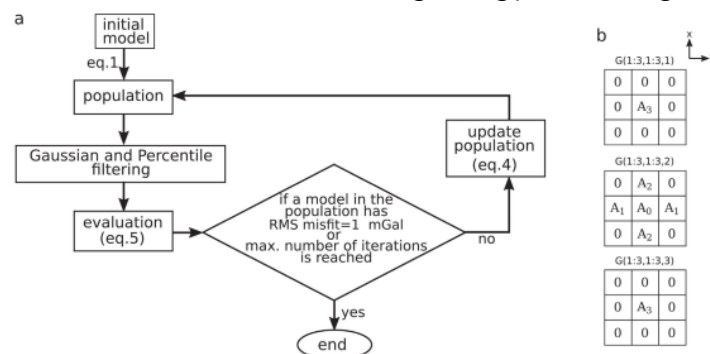 a
initial
model
eq.1
population
Gaussian and Percentile
filtering
evaluation
(eq.5)
if a model in the
population has
RMS misfit=1 mGal
or
max. number of iterations
is reached
no
update
population
(eq.4)
yes
end
b
x
G(1:3,1:3,1)
0 0 0
0 A₃ 0
0 0 0
G(1:3,1:3,2)
0 A₂ 0
A₁ A₀ A₁
0 A₂ 0
G(1:3,1:3,3)
0 0 0
0 A₃ 0
0 0 0